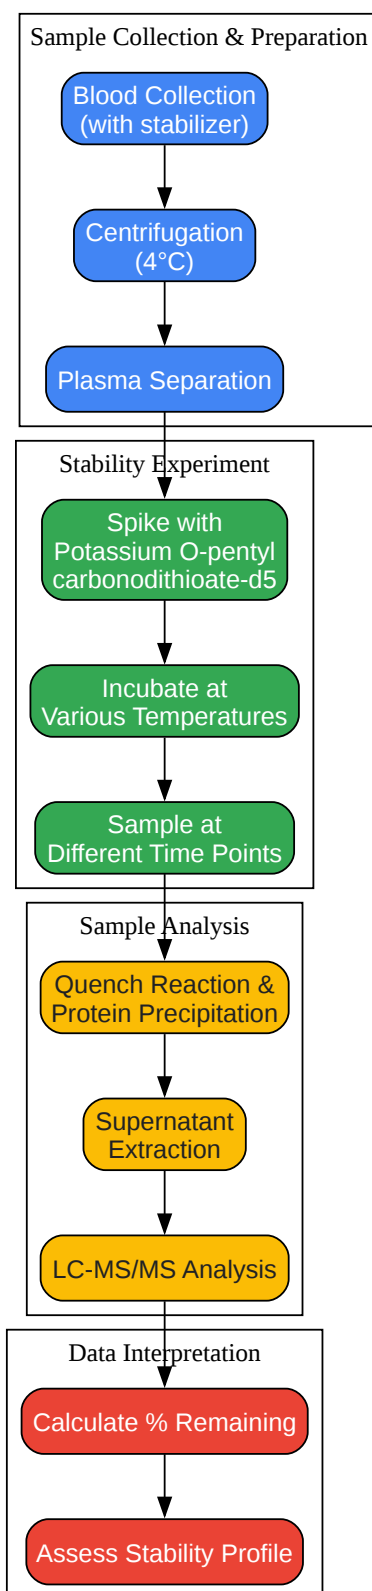 Sample Collection & Preparation
Blood Collection
(with stabilizer)
Centrifugation
(4°C)
Plasma Separation
Stability Experiment
Spike with
Potassium O-pentyl
carbonodithioate-d5
Incubate at
Various Temperatures
Sample at
Different Time Points
Sample Analysis
Quench Reaction &
Protein Precipitation
Supernatant
Extraction
LC-MS/MS Analysis
Data Interpretation
Calculate % Remaining
Assess Stability Profile